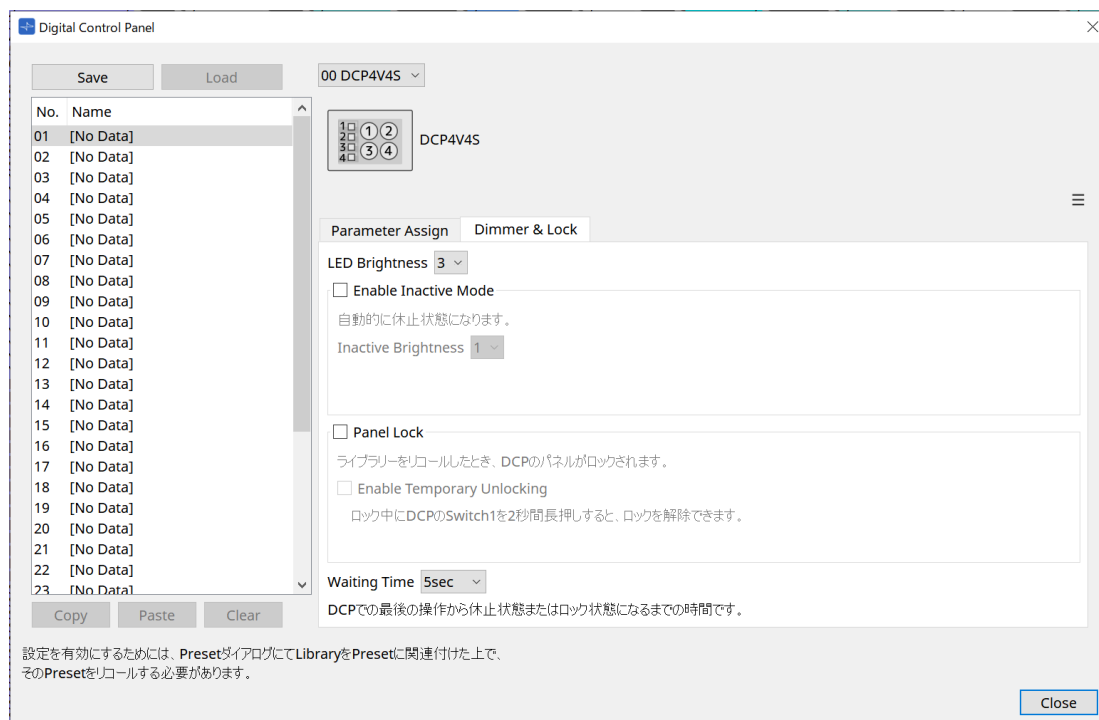 Digital Control Panel
Save
Load
No. Name
01 [No Data]
02 [No Data]
03 [No Data]
04 [No Data]
05 [No Data]
06 [No Data]
07 [No Data]
08 [No Data]
09 [No Data]
10 [No Data]
11 [No Data]
12 [No Data]
13 [No Data]
14 [No Data]
15 [No Data]
16 [No Data]
17 [No Data]
18 [No Data]
19 [No Data]
20 [No Data]
21 [No Data]
22 [No Data]
23 [No Data]
Copy
Paste
Clear
00 DCP4V4S
1 1 2
2
3 3 4
4
DCP4V4S
Parameter Assign
Dimmer & Lock
LED Brightness 3
Enable Inactive Mode
自動的に休止状態になります。
Inactive Brightness 1
Panel Lock
ライブラリーをリコールしたとき、DCPのパネルがロックされます。
Enable Temporary Unlocking
ロック中にDCPのSwitch1を2秒間長押しすると、ロックを解除できます。
Waiting Time 5sec
DCPでの最後の操作から休止状態またはロック状態になるまでの時間です。
設定を有効にするためには、PresetダイアログにてLibraryをPresetに関連付けた上で、
そのPresetをリコールする必要があります。
Close